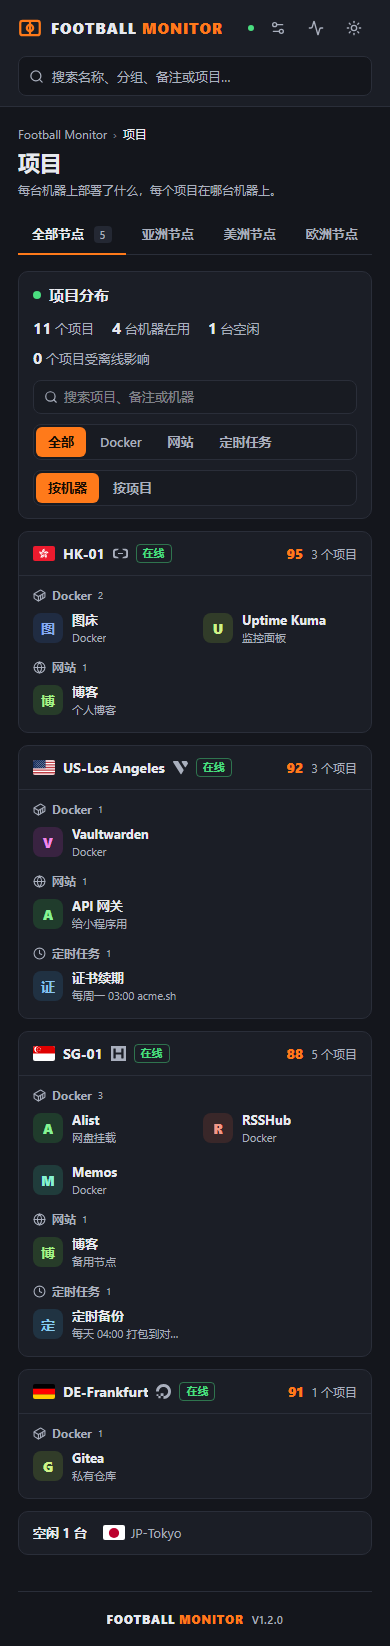 FOOTBALL MONITOR
搜索名称、分组、备注或项目...
Football Monitor › 项目
项目
每台机器上部署了什么，每个项目在哪台机器上。
全部节点 5 亚洲节点 美洲节点 欧洲节点
项目分布
11 个项目 4 台机器在用 1 台空闲
0 个项目受离线影响
搜索项目、备注或机器
全部 Docker 网站 定时任务
按机器 按项目
HK-01 在线 95 3 个项目
Docker 2
图 图床 U Uptime Kuma
Docker 监控面板
网站 1
博 博客
个人博客
US-Los Angeles 在线 92 3 个项目
Docker 1
V Vaultwarden
Docker
网站 1
A API 网关
给小程序用
定时任务 1
证 证书续期
每周一 03:00 acme.sh
SG-01 H 在线 88 5 个项目
Docker 3
A Alist R RSSHub
网盘挂载 Docker
M Memos
Docker
网站 1
博 博客
备用节点
定时任务 1
定 定时备份
每天 04:00 打包到对...
DE-Frankfurt 在线 91 1 个项目
Docker 1
G Gitea
私有仓库
空闲 1 台 JP-Tokyo
FOOTBALL MONITOR V1.2.0